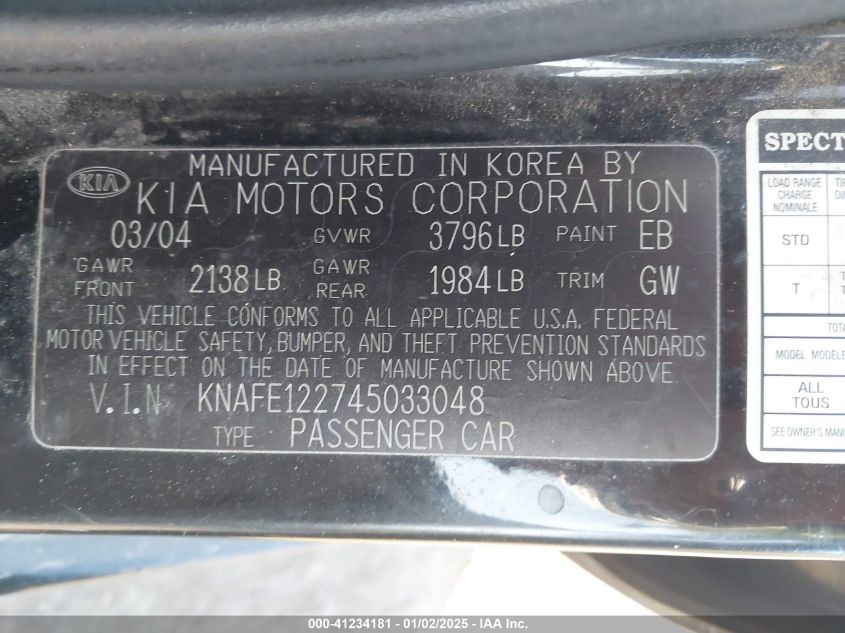 MANUFACTURED IN KOREA BY
KIA
KIA MOTORS CORPORATION
03/04 GVWR 3796LB PAINT EB
GAWR FRONT 2138LB GAWR REAR 1984LB TRIM GW
THIS VEHICLE CONFORMS TO ALL APPLICABLE U.S.A. FEDERAL
MOTOR VEHICLE SAFETY, BUMPER, AND THEFT PREVENTION STANDARDS
IN EFFECT ON THE DATE OF MANUFACTURE SHOWN ABOVE.
V.I.N KNAFE122745033048
TYPE PASSENGER CAR
SPECT
LOAD RANGE
CHARGE
NOMINALE
STD
T
MODEL MODELE
ALL
TOUS
SEE OWNER'S
000-41234181 - 01/02/2025 - IAA Inc.